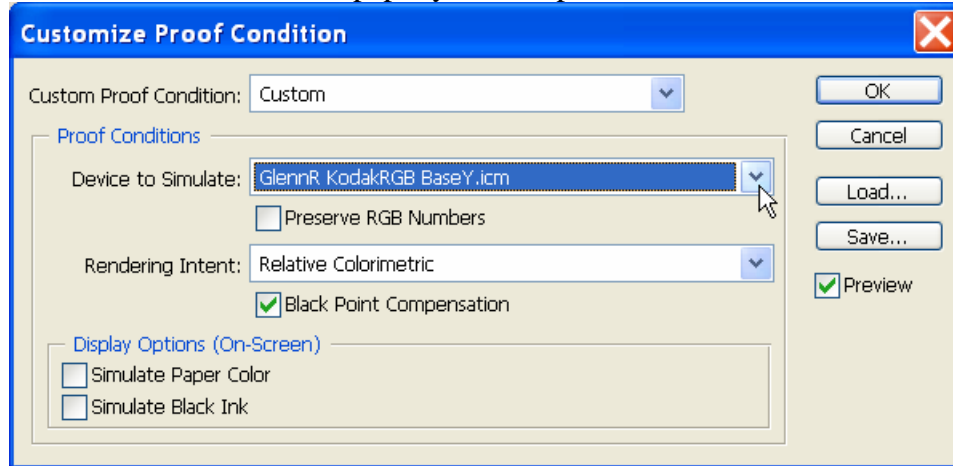 Customize Proof Condition
Custom Proof Condition: Custom
OK
Proof Conditions
Cancel
Device to Simulate: GlennR KodakRGB BaseY.icm
Load...
Preserve RGB Numbers
Save...
Rendering Intent: Relative Colorimetric
Preview
Black Point Compensation
Display Options (On-Screen)
Simulate Paper Color
Simulate Black Ink